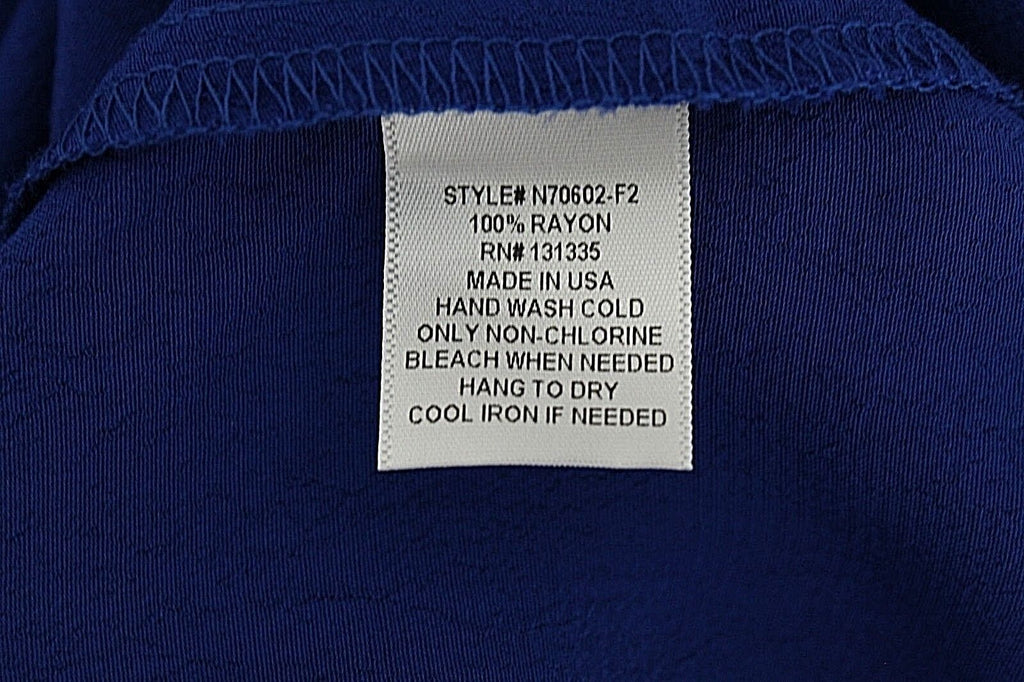 STYLE# N70602-F2
100% RAYON
RN# 131335
MADE IN USA
HAND WASH COLD
ONLY NON-CHLORINE
BLEACH WHEN NEEDED
HANG TO DRY
COOL IRON IF NEEDED